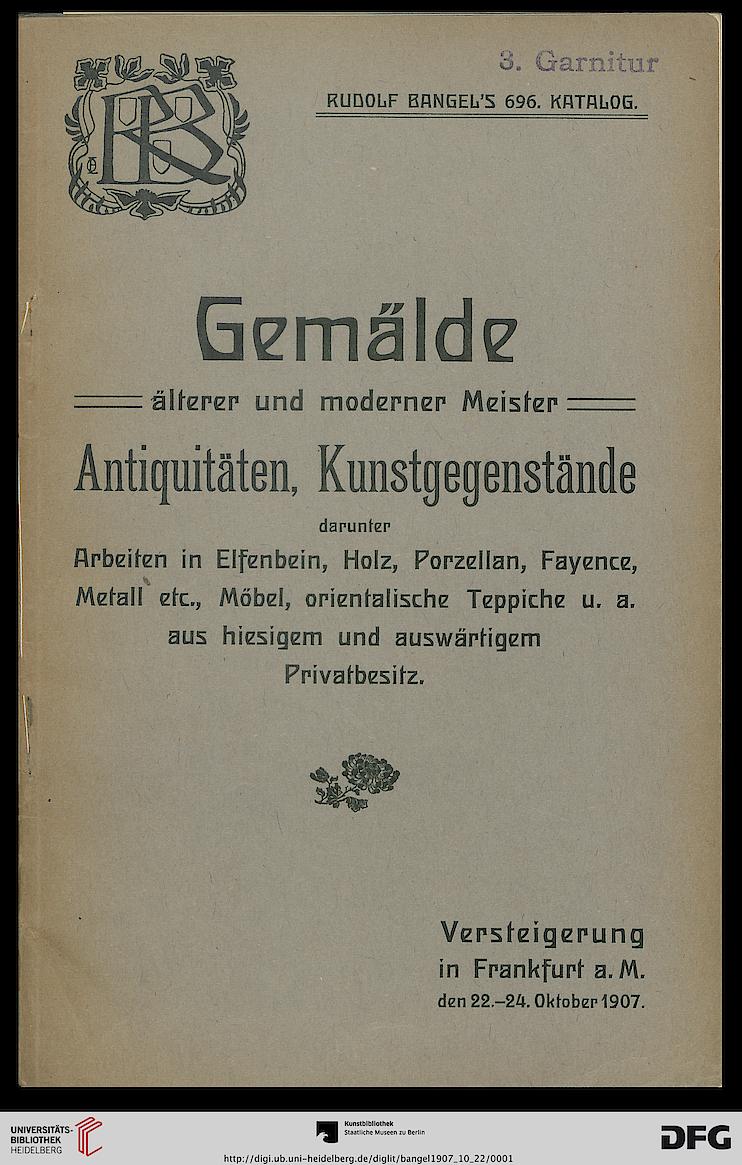 3. Garnitur
RUDOLF BANGEL'S 696. KATALOG.
RB
Gemälde
älterer und moderner Meister
Antiquitäten, Kunstgegenstände
darunter
Arbeiten in Elfenbein, Holz, Porzellan, Fayence,
Metall etc., Möbel, orientalische Teppiche u. a.
aus hiesigem und auswärtigem
Privatbesitz.
Versteigerung
in Frankfurt a. M.
den 22.–24. Oktober 1907.
UNIVERSITÄTS-
BIBLIOTHEK
HEIDELBERG
Kunstbibliothek
Staatliche Museen zu Berlin
DFG
http://digi.ub.uni-heidelberg.de/diglit/bangel1907_10_22/0001